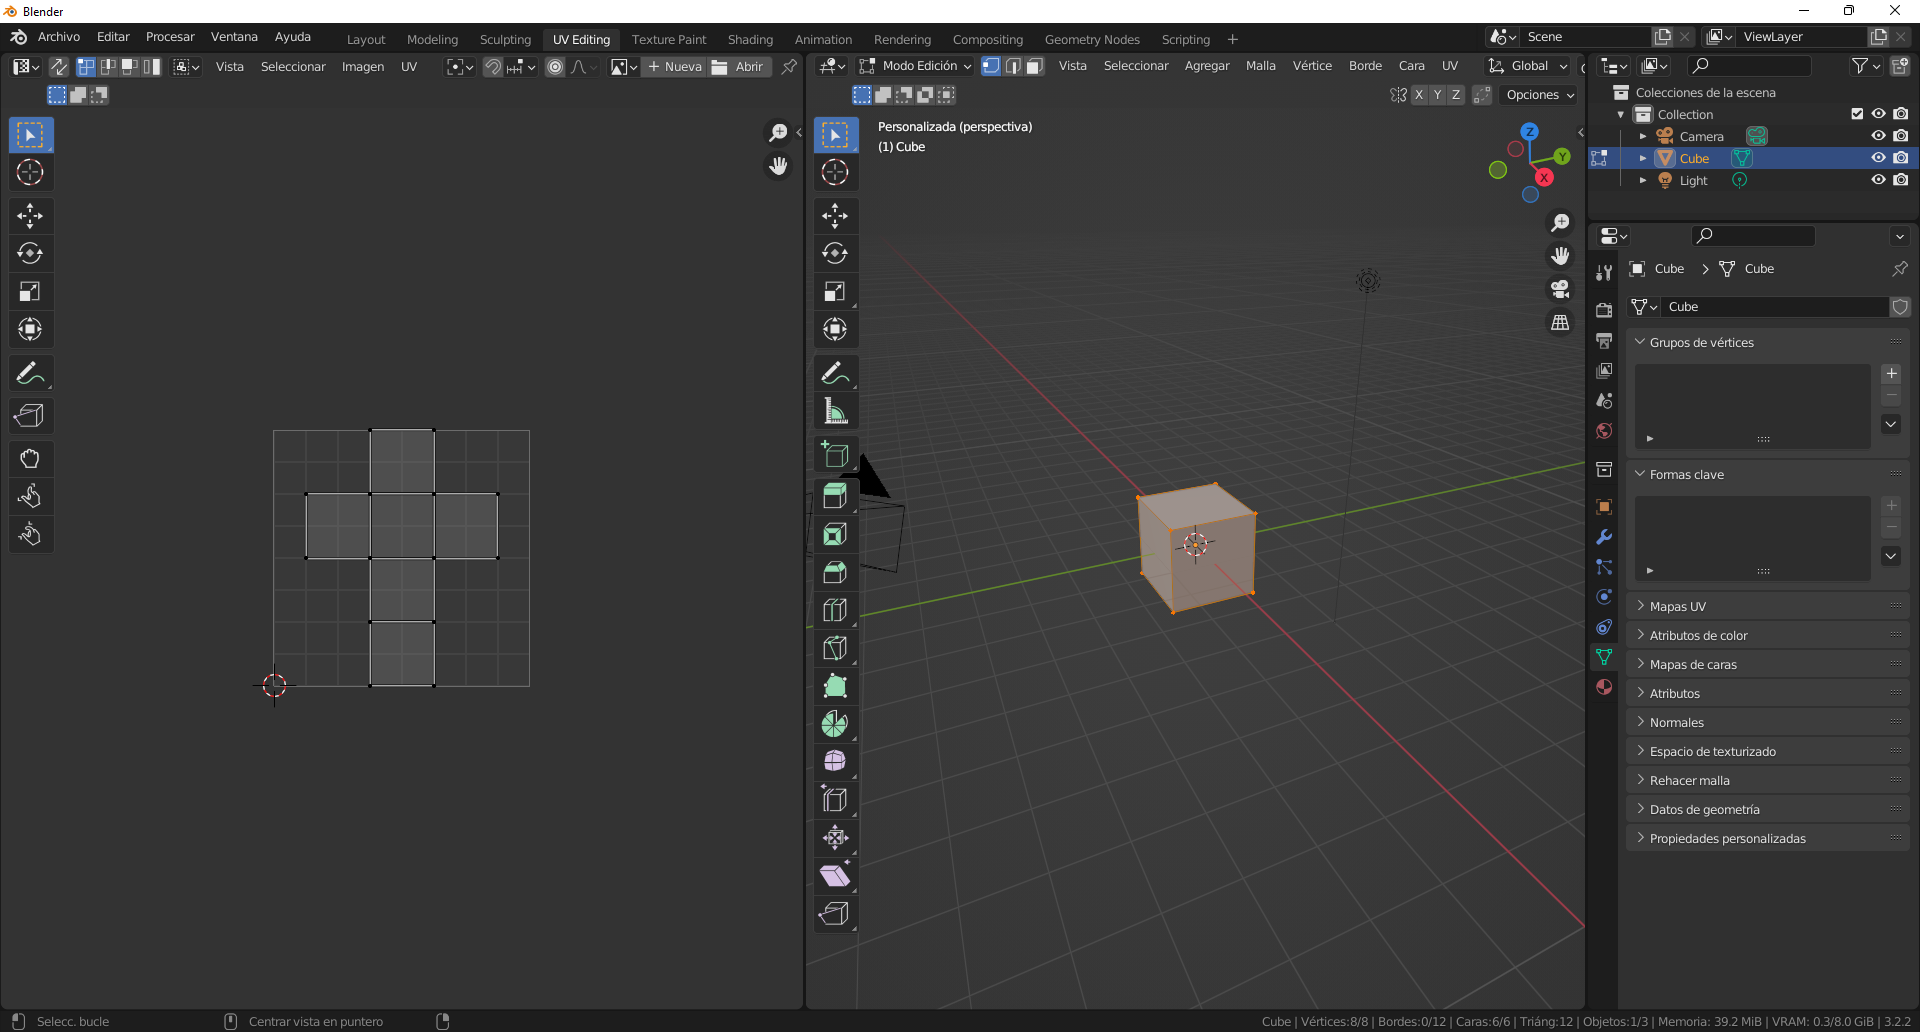 Blender
Archivo Editar Procesar Ventana Ayuda Layout Modeling Sculpting UV Editing Texture Paint Shading Animation Rendering Compositing Geometry Nodes Scripting + Scene ViewLayer
Vista Seleccionar Imagen UV + Nueva Abrir
Modo Edición Vista Seleccionar Agregar Malla Vértice Borde Cara UV Global
X Y Z Opciones
Personalizada (perspectiva)
(1) Cube
Z
Y
X
Colecciones de la escena
Collection
Camera
Cube
Light
Cube > Cube
Cube
Grupos de vértices
Formas clave
Mapas UV
Atributos de color
Mapas de caras
Atributos
Normales
Espacio de texturizado
Rehacer malla
Datos de geometría
Propiedades personalizadas
Selecc. bucle Centrar vista en puntero Cube | Vértices:8/8 | Bordes:0/12 | Caras:6/6 | Triáng:12 | Objetos:1/3 | Memoria: 39.2 MiB | VRAM: 0.3/8.0 GiB | 3.2.2